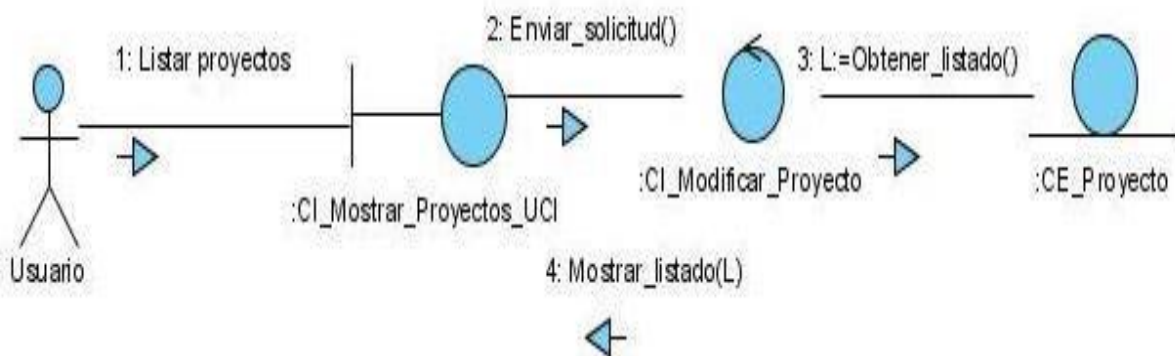 2: Enviar_solicitud()
1: Listar proyectos
3: L:=Obtener_listado()
:CI_Modificar_Proyecto
:CE_Proyecto
:CI_Mostrar_Proyectos_UCI
Usuario
4: Mostrar_listado(L)